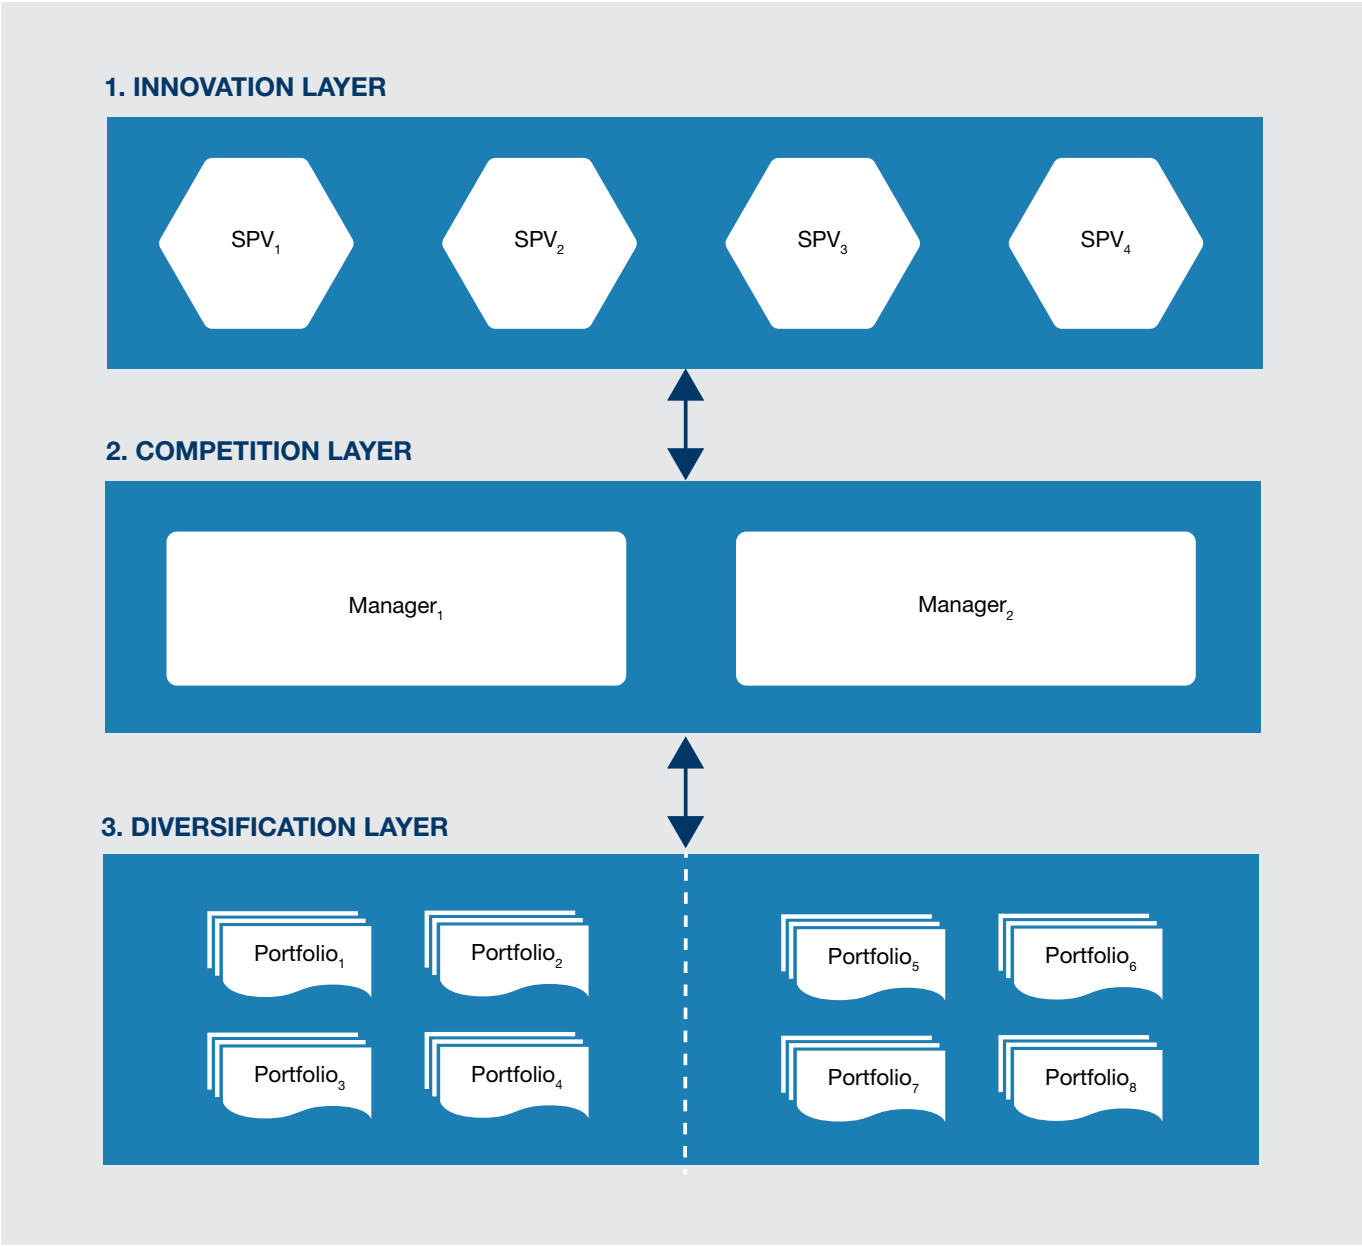 1. INNOVATION LAYER
SPV₁ SPV₂ SPV₃ SPV₄
2. COMPETITION LAYER
Manager₁ Manager₂
3. DIVERSIFICATION LAYER
Portfolio₁ Portfolio₂ Portfolio₅ Portfolio₆
Portfolio₃ Portfolio₄ Portfolio₇ Portfolio₈